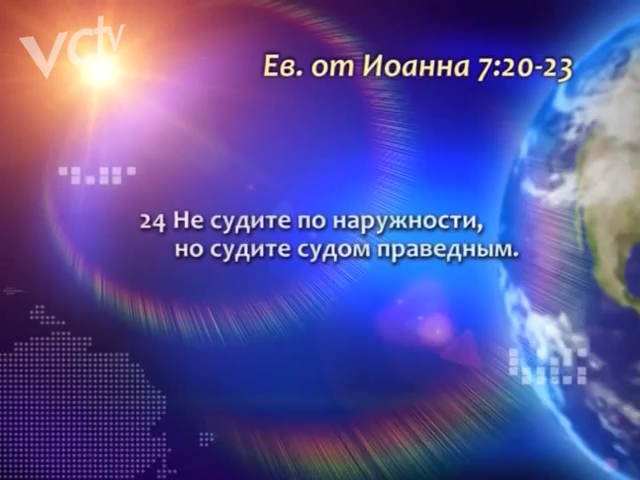 vctv
Ев. от Иоанна 7:20-23
24 Не судите по наружности,
но судите судом праведным.